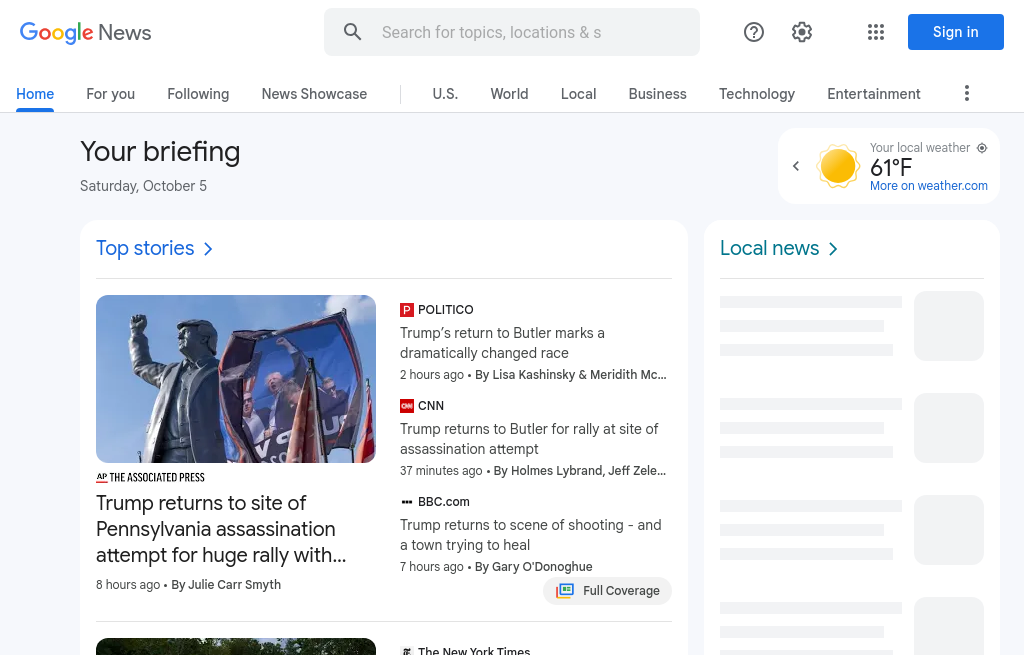 Google News
Search for topics, locations & s
Sign in
Home
For you
Following
News Showcase
U.S.
World
Local
Business
Technology
Entertainment
Your briefing
Saturday, October 5
Your local weather
61°F
More on weather.com
Top stories
AP THE ASSOCIATED PRESS
Trump returns to site of
Pennsylvania assassination
attempt for huge rally with...
8 hours ago • By Julie Carr Smyth
P POLITICO
Trump’s return to Butler marks a
dramatically changed race
2 hours ago • By Lisa Kashinsky & Meridith Mc...
CNN CNN
Trump returns to Butler for rally at site of
assassination attempt
37 minutes ago • By Holmes Lybrand, Jeff Zele...
BBC.com
Trump returns to scene of shooting - and
a town trying to heal
7 hours ago • By Gary O'Donoghue
Full Coverage
The New York Times
Local news